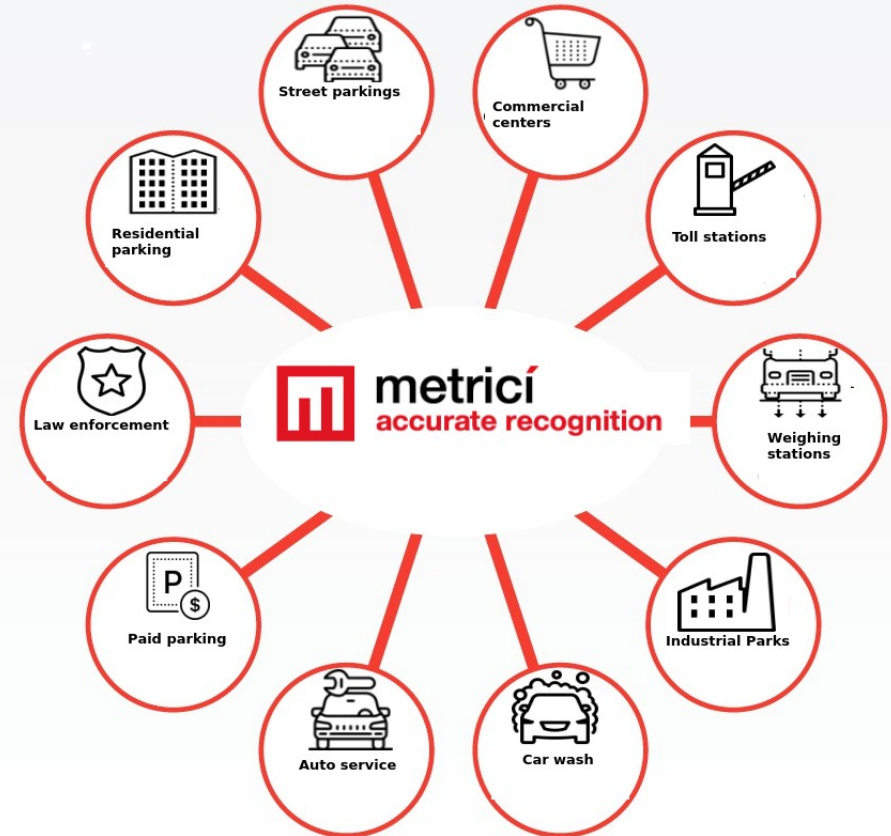 Street parkings
Commercial
centers
Residential
parking
Toll stations
metricí
accurate recognition
Law enforcement
Weighing
stations
P
$
Paid parking
Industrial Parks
Auto service
Car wash